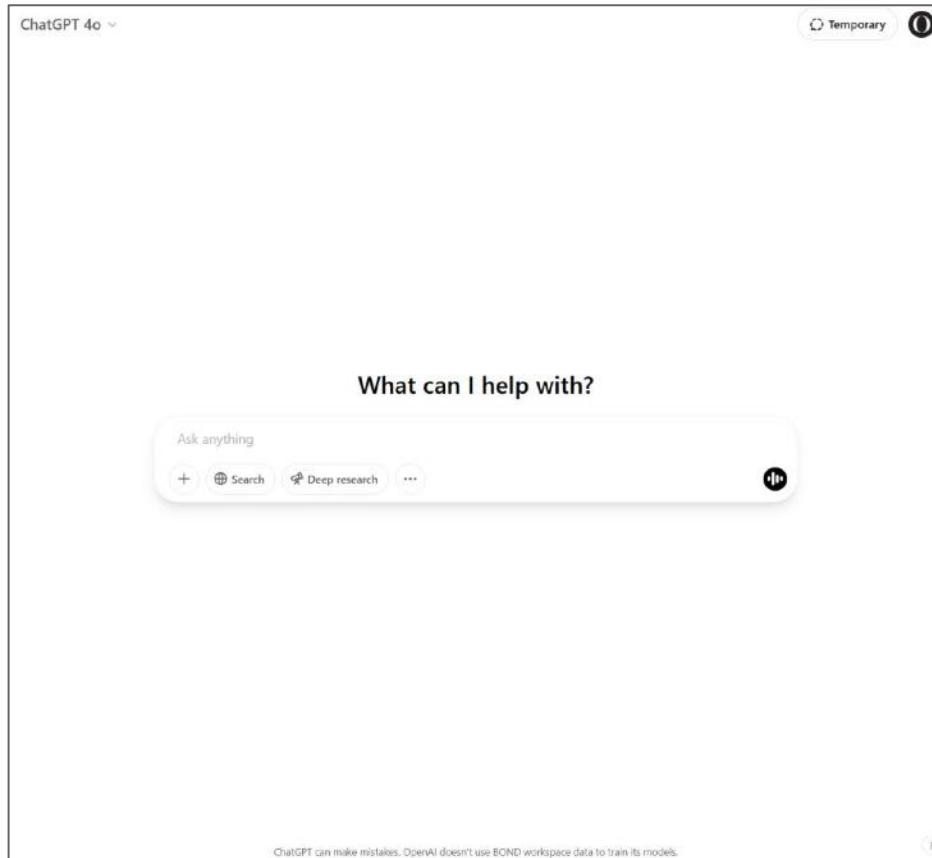 ChatGPT 4o
Temporary
What can I help with?
Ask anything
Search
Deep research
ChatGPT can make mistakes. OpenAI doesn't use BOND workspace data to train its models.